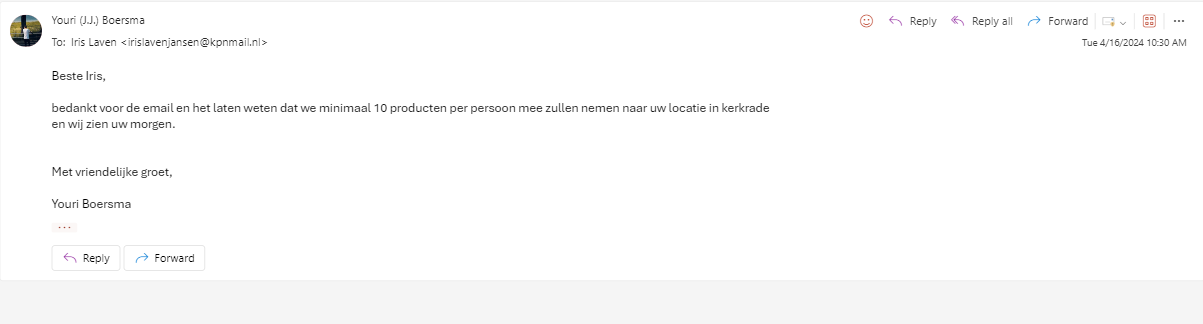 Youri (J.J.) Boersma
Reply Reply all Forward
To: Iris Laven <irislavenjansen@kpnmail.nl>
Tue 4/16/2024 10:30 AM
Beste Iris,
bedankt voor de email en het laten weten dat we minimaal 10 producten per persoon mee zullen nemen naar uw locatie in kerkrade
en wij zien uw morgen.
Met vriendelijke groet,
Youri Boersma
...
Reply Forward